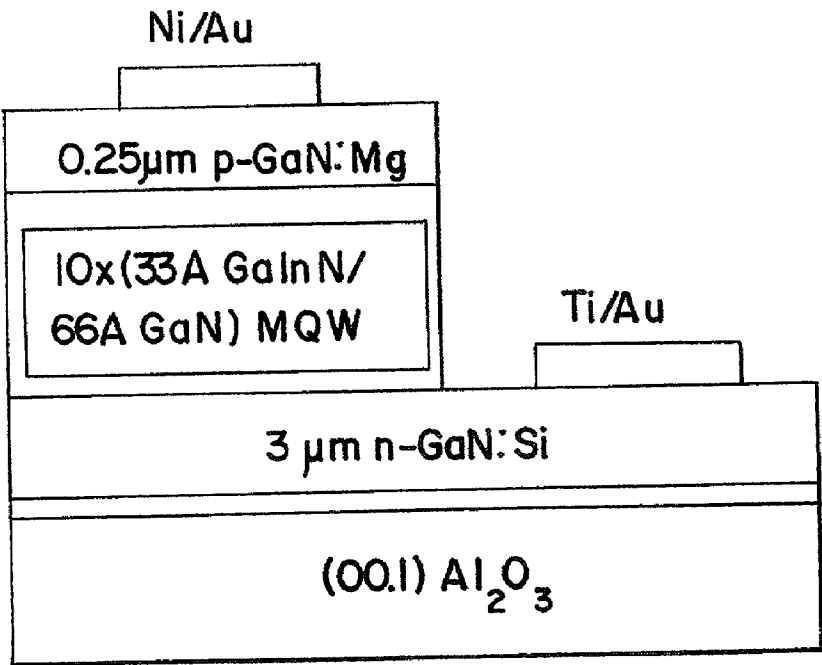 Ni/Au
0.25μm p-GaN:Mg
10x(33A GaInN/
66A GaN) MQW
Ti/Au
3 μm n-GaN:Si
(00.1) Al₂O₃